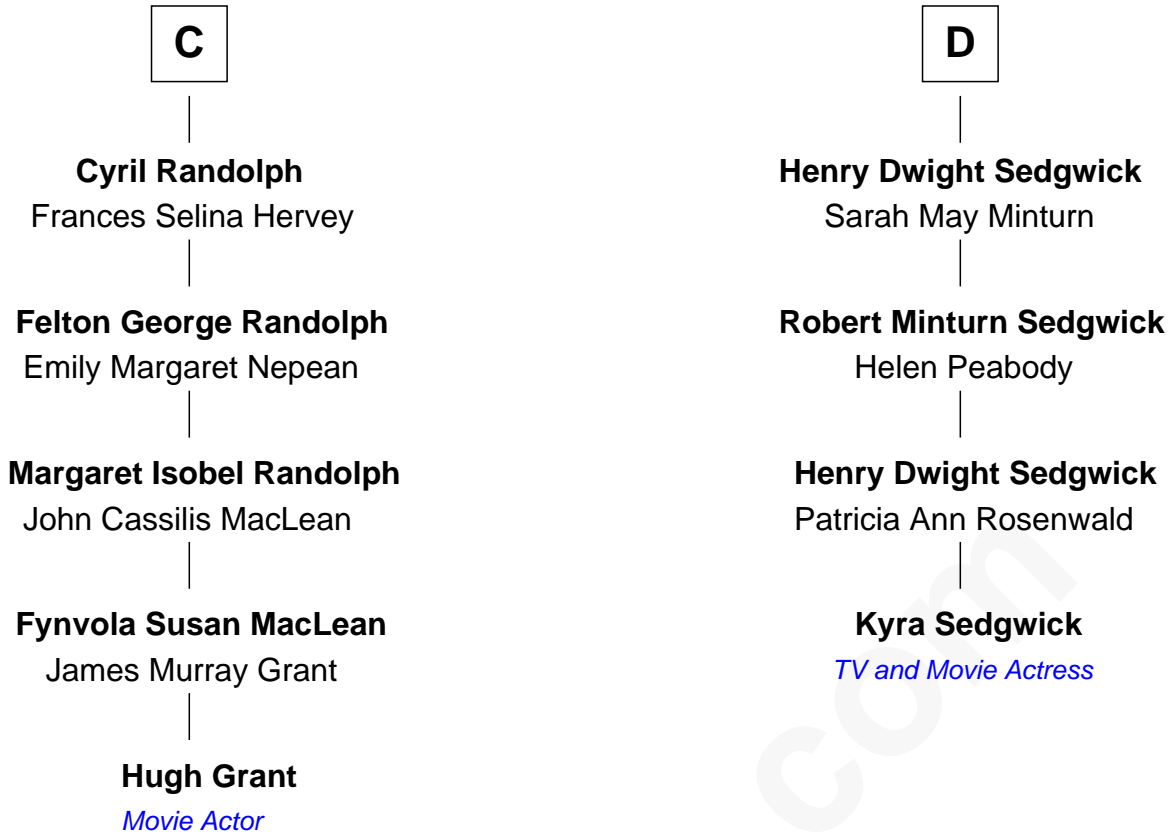 C
Cyril Randolph
Frances Selina Hervey
Felton George Randolph
Emily Margaret Nepean
Margaret Isobel Randolph
John Cassilis MacLean
Fynvola Susan MacLean
James Murray Grant
Hugh Grant
Movie Actor
D
Henry Dwight Sedgwick
Sarah May Minturn
Robert Minturn Sedgwick
Helen Peabody
Henry Dwight Sedgwick
Patricia Ann Rosenwald
Kyra Sedgwick
TV and Movie Actress
com